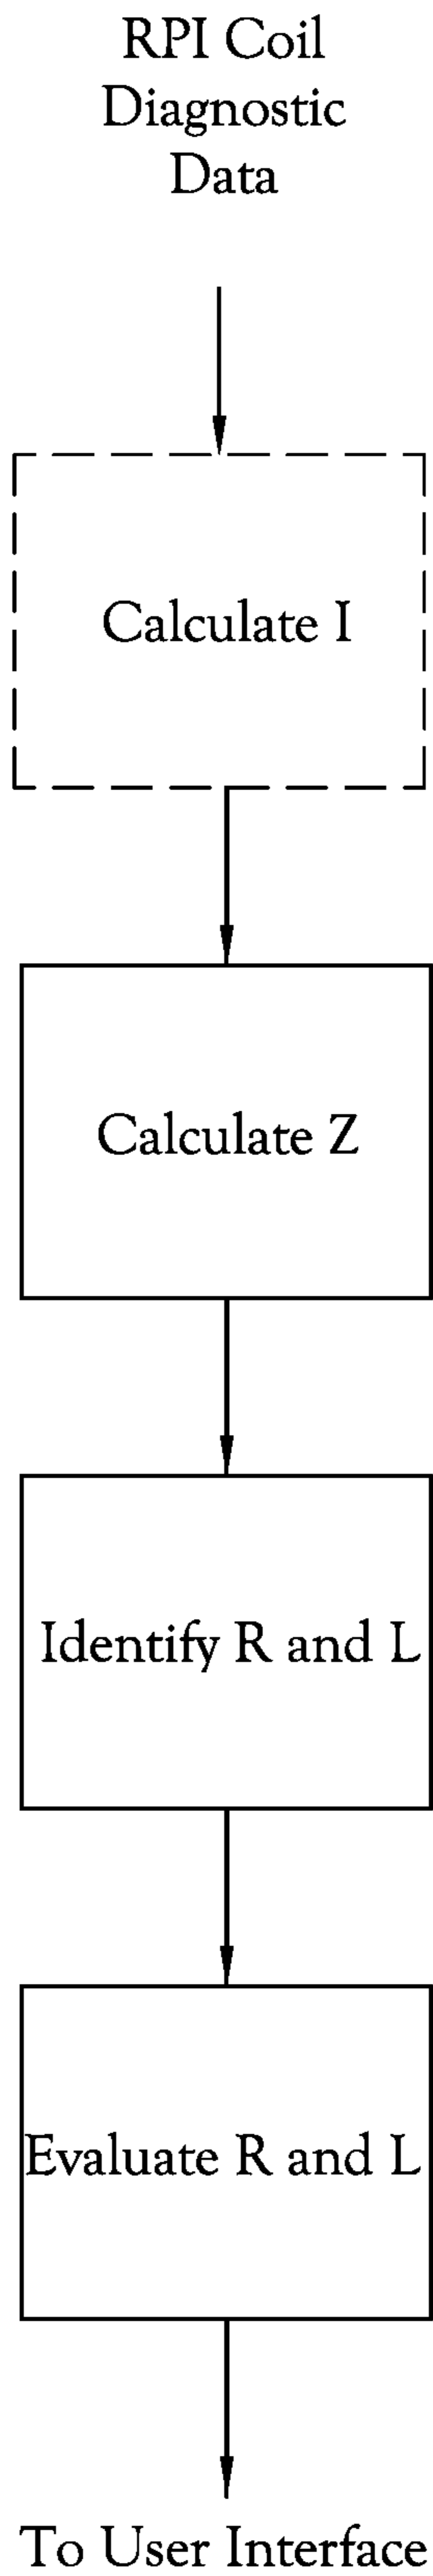 RPI Coil
Diagnostic
Data
Calculate I
Calculate Z
Identify R and L
Evaluate R and L
To User Interface